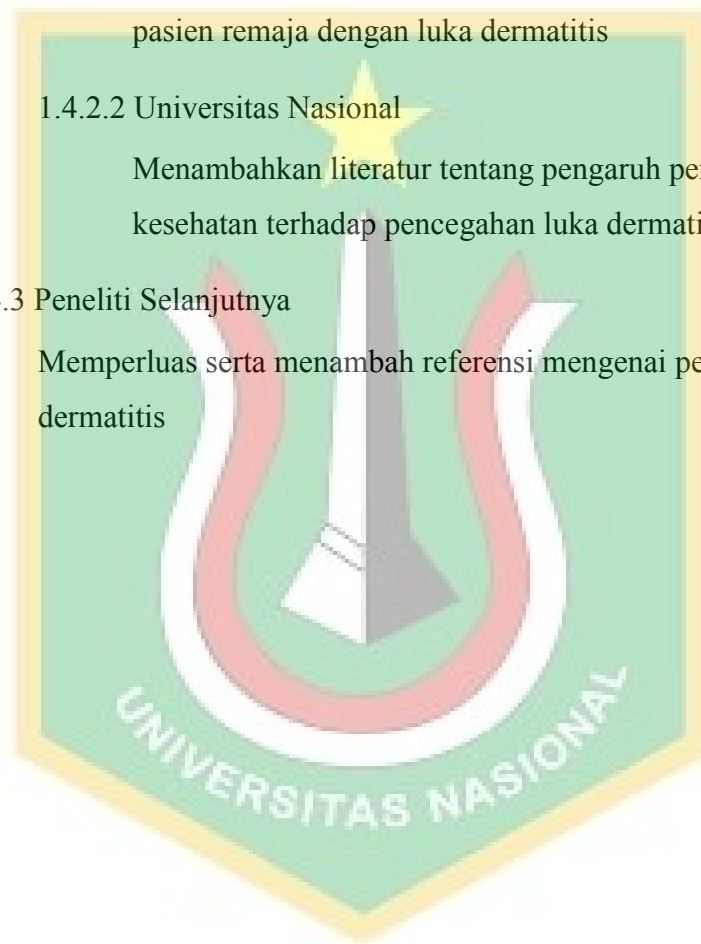 pasien remaja dengan luka dermatitis
1.4.2.2 Universitas Nasional
Menambahkan literatur tentang pengaruh
kesehatan terhadap pencegahan luka
.3 Peneliti Selanjutnya
Memperluas serta menambah referensi mengenai
dermatitis
UNIVERSITAS NASIONAL